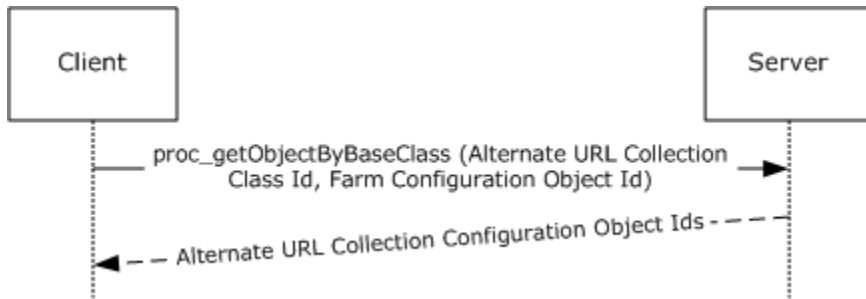 Client
Server
proc_getObjectByBaseClass (Alternate URL Collection
Class Id, Farm Configuration Object Id)
Alternate URL Collection Configuration Object Ids